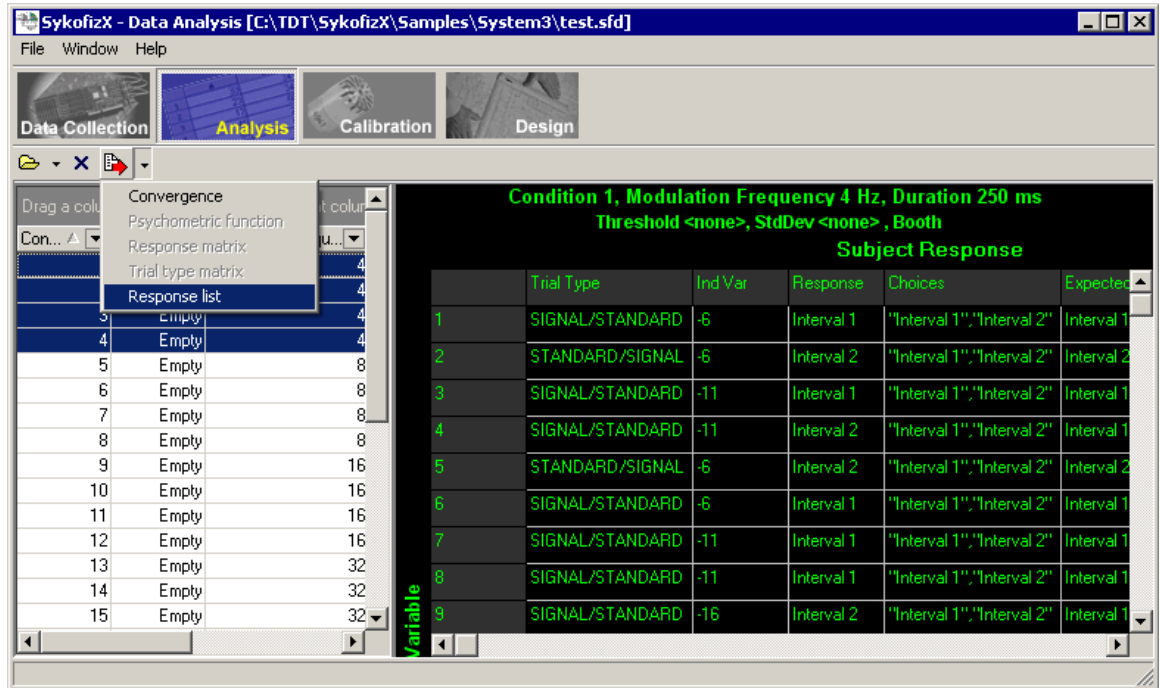 SykofizX - Data Analysis [C:\TDT\SykofizX\Samples\System3\test.sfd]
File Window Help
Data Collection Analysis Calibration Design
Convergence
Psychometric function
Response matrix
Trial type matrix
Response list
Drag a colu
t colur
Con...
u...
4
4
3 Empty 4
4 Empty 4
5 Empty 8
6 Empty 8
7 Empty 8
8 Empty 8
9 Empty 16
10 Empty 16
11 Empty 16
12 Empty 16
13 Empty 32
14 Empty 32
15 Empty 32
Condition 1, Modulation Frequency 4 Hz, Duration 250 ms
Threshold <none>, StdDev <none> , Booth
Subject Response
Trial Type Ind Var Response Choices Expected
1 SIGNAL/STANDARD -6 Interval 1 "Interval 1","Interval 2" Interval 1
2 STANDARD/SIGNAL -6 Interval 2 "Interval 1","Interval 2" Interval 2
3 SIGNAL/STANDARD -11 Interval 1 "Interval 1","Interval 2" Interval 1
4 SIGNAL/STANDARD -11 Interval 2 "Interval 1","Interval 2" Interval 1
5 STANDARD/SIGNAL -6 Interval 2 "Interval 1","Interval 2" Interval 2
6 SIGNAL/STANDARD -6 Interval 1 "Interval 1","Interval 2" Interval 1
7 SIGNAL/STANDARD -11 Interval 1 "Interval 1","Interval 2" Interval 1
8 SIGNAL/STANDARD -11 Interval 1 "Interval 1","Interval 2" Interval 1
9 SIGNAL/STANDARD -16 Interval 2 "Interval 1","Interval 2" Interval 1
Variable